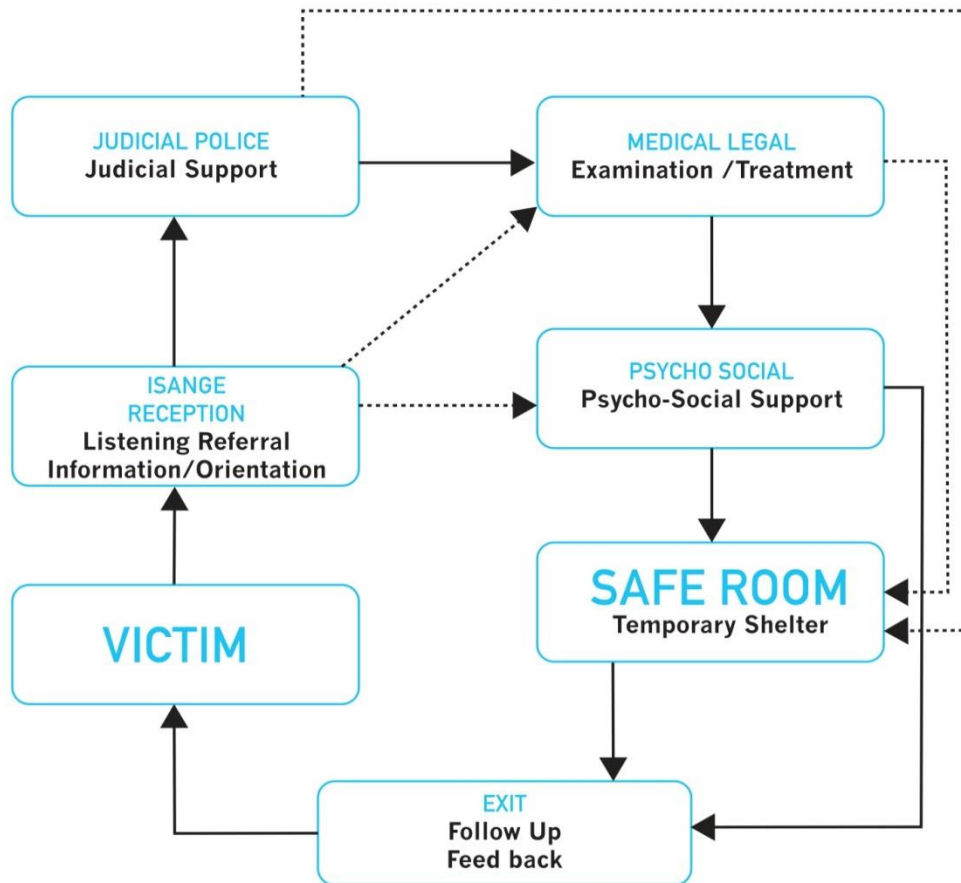 JUDICIAL POLICE
Judicial Support
MEDICAL LEGAL
Examination /Treatment
ISANGE
RECEPTION
Listening Referral
Information/Orientation
PSYCHO SOCIAL
Psycho-Social Support
VICTIM
SAFE ROOM
Temporary Shelter
EXIT
Follow Up
Feed back